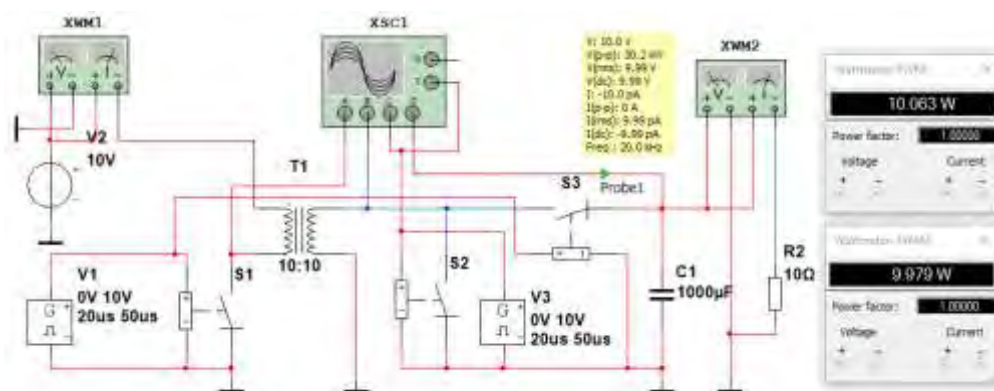 XWM1
XSC1
XWM2
V: 10.0 V
V(p-p): 30.2 mV
V(rms): 9.99 V
V(dc): 9.99 V
I: -10.0 pA
I(p-p): 0 A
I(rms): 9.99 pA
I(dc): -9.99 pA
Freq.: 20.0 kHz
10.063 W
Power factor: 1.00000
Voltage Current
+ - + -
V2
10V
T1
S3
Probe1
10:10
S1
S2
V1
0V 10V
20us 50us
G
V3
0V 10V
20us 50us
G
C1
1000µF
R2
10Ω
9.979 W
Power factor: 1.00000
Voltage Current
+ - + -